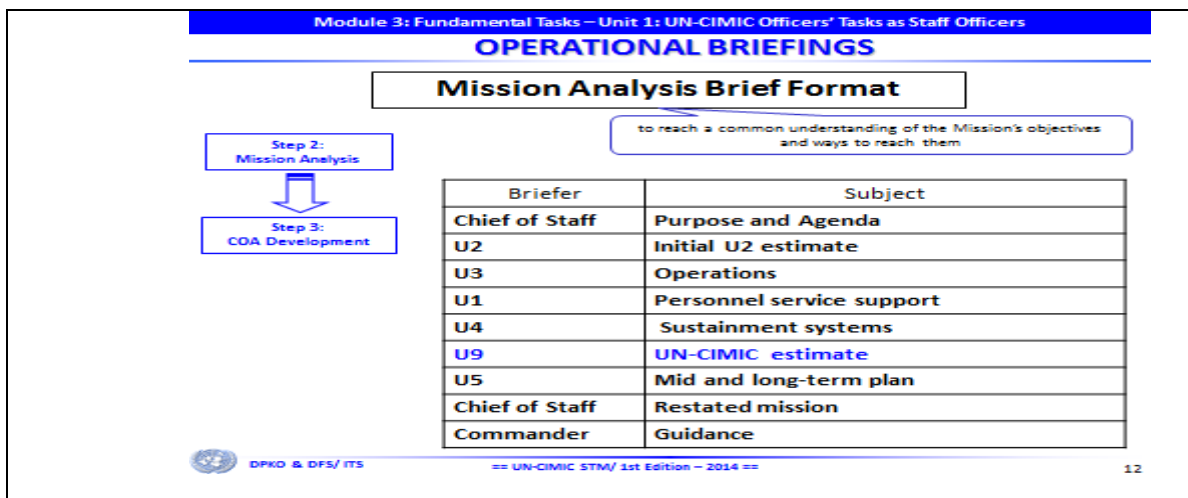 Module 3: Fundamental Tasks – Unit 1: UN-CIMIC Officers' Tasks as Staff Officers
OPERATIONAL BRIEFINGS
Mission Analysis Brief Format
to reach a common understanding of the Mission's objectives
and ways to reach them
Step 2:
Mission Analysis
Step 3:
COA Development
Briefer Subject
Chief of Staff Purpose and Agenda
U2 Initial U2 estimate
U3 Operations
U1 Personnel service support
U4 Sustainment systems
U9 UN-CIMIC estimate
U5 Mid and long-term plan
Chief of Staff Restated mission
Commander Guidance
DPKO & DFS/ ITS == UN-CIMIC STM/ 1st Edition – 2014 == 12